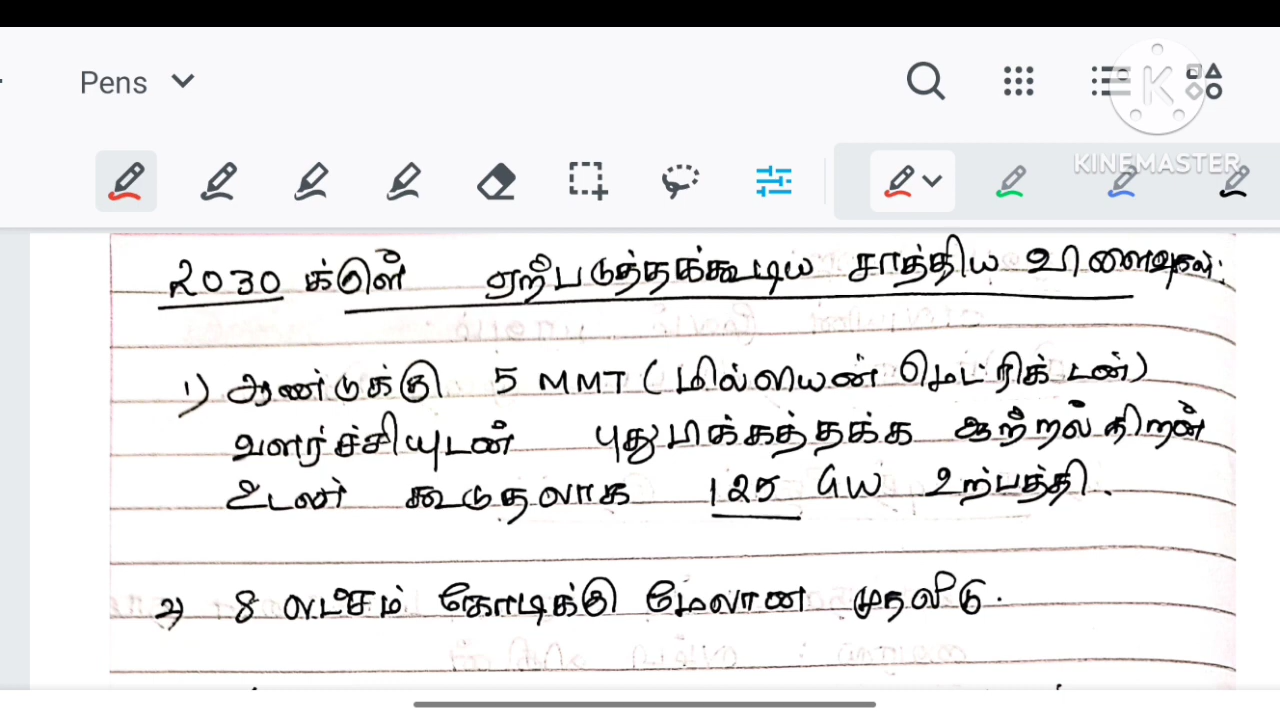 Pens
KINEMASTER
2030 க்குள் ஏற்படுத்தக்கூடிய சாத்திய விளைவுகள்:
1) ஆண்டுக்கு 5 MMT (மில்லியன் மெட்ரிக் டன்)
வளர்ச்சியுடன் புதுபிக்கத்தக்க ஆற்றல் திறன்
உடன் கூடுதலாக 125 GW உற்பத்தி.
2) 8 லட்சம் கோடிக்கு மேலான முதலீடு.